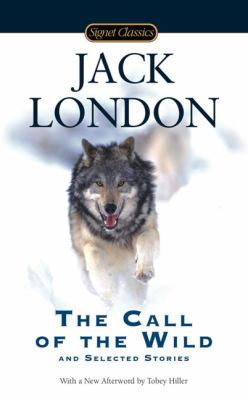 Signet Classics
JACK
LONDON
THE CALL
OF THE WILD
AND SELECTED STORIES
With a New Afterword by Tobey Hiller